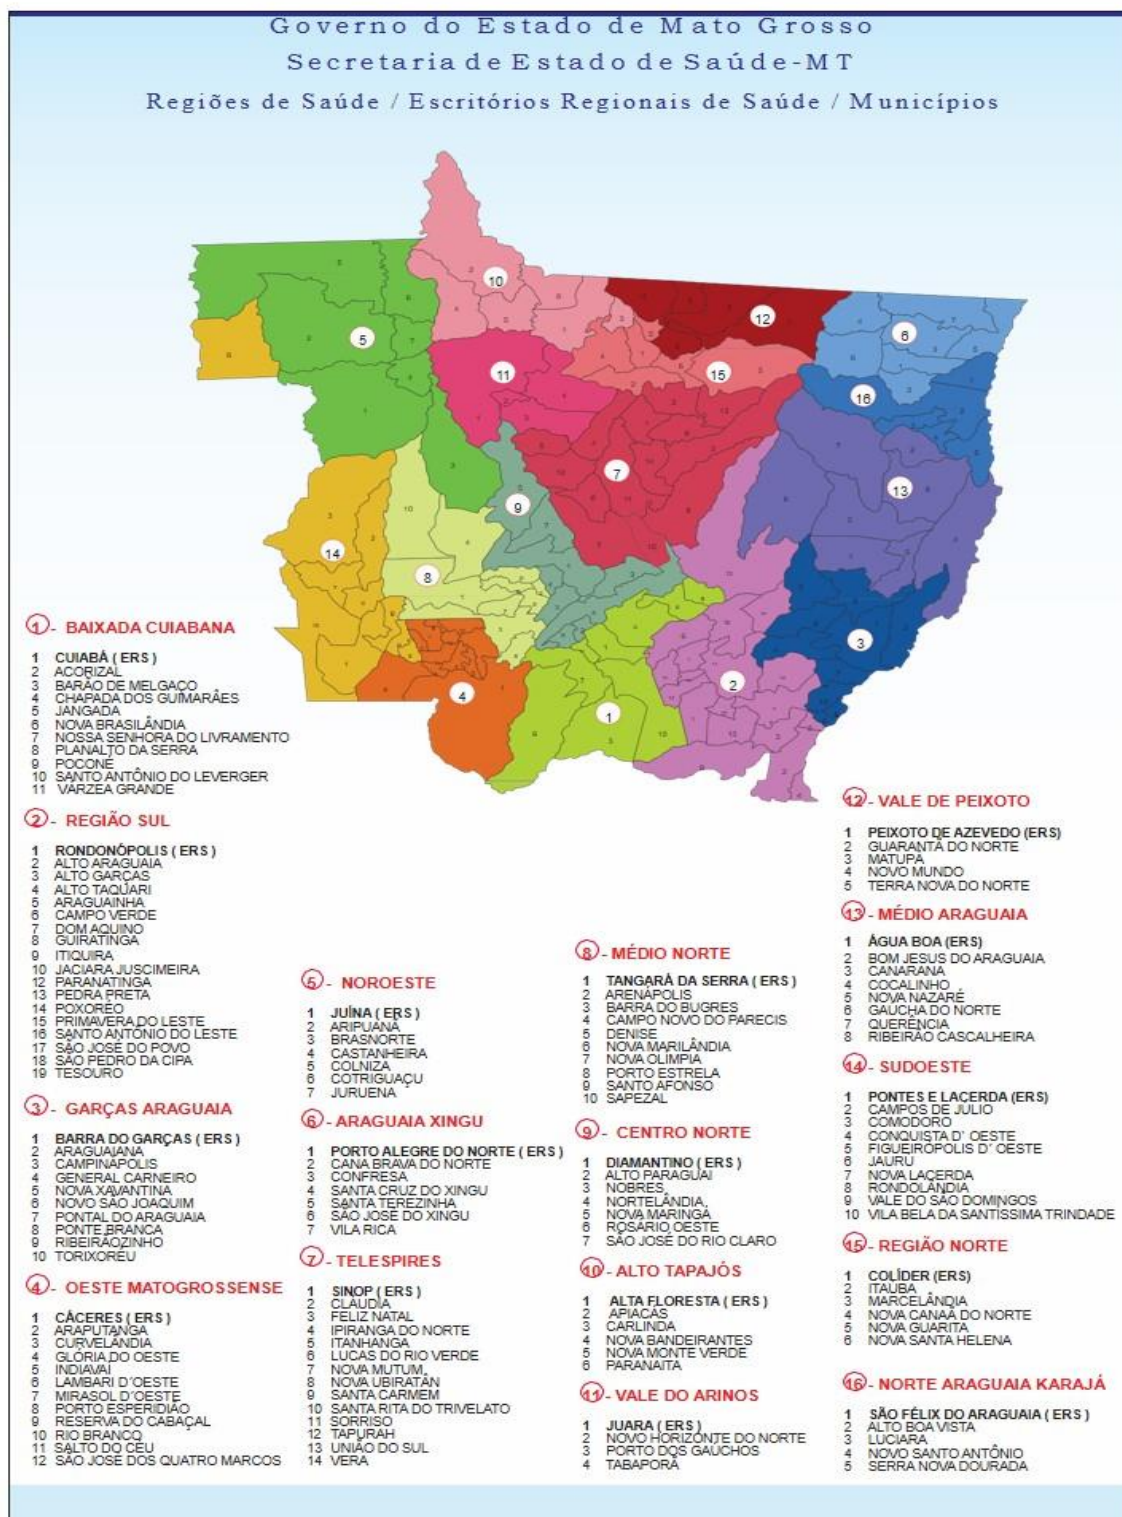 Governo do Estado de Mato Grosso
Secretaria de Estado de Saúde-MT
Regiões de Saúde / Escritórios Regionais de Saúde / Municípios
10
12
5
6
11
15
16
7
13
9
14
8
3
4
2
1
1 - BAIXADA CUIABANA
1 CUIABÁ ( ERS )
2 ACORIZAL
3 BARÃO DE MELGAÇO
4 CHAPADA DOS GUIMARÃES
5 JANGADA
6 NOVA BRASILÂNDIA
7 NOSSA SENHORA DO LIVRAMENTO
8 PLANALTO DA SERRA
9 POCONÉ
10 SANTO ANTÔNIO DO LEVERGER
11 VARZEA GRANDE
2 - REGIÃO SUL
1 RONDONÓPOLIS ( ERS )
2 ALTO ARAGUAIA
3 ALTO GARÇAS
4 ALTO TAQUARI
5 ARAGUAINHA
6 CAMPO VERDE
7 DOM AQUINO
8 GUIRATINGA
9 ITIQUIRA
10 JACIARA JUSCIMEIRA
12 PARANATINGA
13 PEDRA PRETA
14 POXORÉO
15 PRIMAVERA DO LESTE
16 SANTO ANTÔNIO DO LESTE
17 SÃO JOSÉ DO POVO
18 SÃO PEDRO DA CIPA
19 TESOURO
3 - GARÇAS ARAGUAIA
1 BARRA DO GARÇAS ( ERS )
2 ARAGUAIANA
3 CAMPINÁPOLIS
4 GENERAL CARNEIRO
5 NOVA XAVANTINA
6 NOVO SÃO JOAQUIM
7 PONTAL DO ARAGUAIA
8 PONTE BRANCA
9 RIBEIRÃOZINHO
10 TORIXORÉU
4 - OESTE MATOGROSSENSE
1 CÁCERES ( ERS )
2 ARAPUTANGA
3 CURVELÂNDIA
4 GLÓRIA DO OESTE
5 INDIAVAÍ
6 LAMBARI D´OESTE
7 MIRASOL D´OESTE
8 PORTO ESPERIDIÃO
9 RESERVA DO CABAÇAL
10 RIO BRANCO
11 SALTO DO CÉU
12 SÃO JOSÉ DOS QUATRO MARCOS
5 - NOROESTE
1 JUÍNA ( ERS )
2 ARIPUANÃ
3 BRASNORTE
4 CASTANHEIRA
5 COLNIZA
6 COTRIGUAÇU
7 JURUENA
6 - ARAGUAIA XINGU
1 PORTO ALEGRE DO NORTE ( ERS )
2 CANA BRAVA DO NORTE
3 CONFRESA
4 SANTA CRUZ DO XINGU
5 SANTA TEREZINHA
6 SÃO JOSÉ DO XINGU
7 VILA RICA
7 - TELESPIRES
1 SINOP ( ERS )
2 CLAUDIA
3 FELIZ NATAL
4 IPIRANGA DO NORTE
5 ITANHANGA
6 LUCAS DO RIO VERDE
7 NOVA MUTUM
8 NOVA UBIRATÂN
9 SANTA CARMEM
10 SANTA RITA DO TRIVELATO
11 SORRISO
12 TAPURAH
13 UNIÃO DO SUL
14 VERA
8 - MÉDIO NORTE
1 TANGARÁ DA SERRA ( ERS )
2 ARENÁPOLIS
3 BARRA DO BUGRES
4 CAMPO NOVO DO PARECIS
5 DENISE
6 NOVA MARILÂNDIA
7 NOVA OLIMPIA
8 PORTO ESTRELA
9 SANTO AFONSO
10 SAPEZAL
9 - CENTRO NORTE
1 DIAMANTINO ( ERS )
2 ALTO PARAGUAI
3 NOBRES
4 NORTELÂNDIA
5 NOVA MARINGÁ
6 ROSÁRIO OESTE
7 SÃO JOSÉ DO RIO CLARO
10 - ALTO TAPAJÓS
1 ALTA FLORESTA ( ERS )
2 APIACÁS
3 CARLINDA
4 NOVA BANDEIRANTES
5 NOVA MONTE VERDE
6 PARANAITA
11 - VALE DO ARINOS
1 JUARA ( ERS )
2 NOVO HORIZONTE DO NORTE
3 PORTO DOS GAÚCHOS
4 TABAPORÃ
12 - VALE DE PEIXOTO
1 PEIXOTO DE AZEVEDO (ERS)
2 GUARANTÃ DO NORTE
3 MATUPÁ
4 NOVO MUNDO
5 TERRA NOVA DO NORTE
13 - MÉDIO ARAGUAIA
1 ÁGUA BOA (ERS)
2 BOM JESUS DO ARAGUAIA
3 CANARANA
4 COCALINHO
5 NOVA NAZARÉ
6 GAUCHA DO NORTE
7 QUERÊNCIA
8 RIBEIRÃO CASCALHEIRA
14 - SUDOESTE
1 PONTES E LACERDA (ERS)
2 CAMPOS DE JULIO
3 COMODORO
4 CONQUISTA D´ OESTE
5 FIGUEIRÓPOLIS D´ OESTE
6 JAURU
7 NOVA LACERDA
8 RONDOLÂNDIA
9 VALE DO SÃO DOMINGOS
10 VILA BELA DA SANTÍSSIMA TRINDADE
15 - REGIÃO NORTE
1 COLÍDER (ERS)
2 ITAUBA
3 MARCELÂNDIA
4 NOVA CANAÃ DO NORTE
5 NOVA GUARITA
6 NOVA SANTA HELENA
16 - NORTE ARAGUAIA KARAJÁ
1 SÃO FÉLIX DO ARAGUAIA ( ERS )
2 ALTO BOA VISTA
3 LUCIARA
4 NOVO SANTO ANTÔNIO
5 SERRA NOVA DOURADA